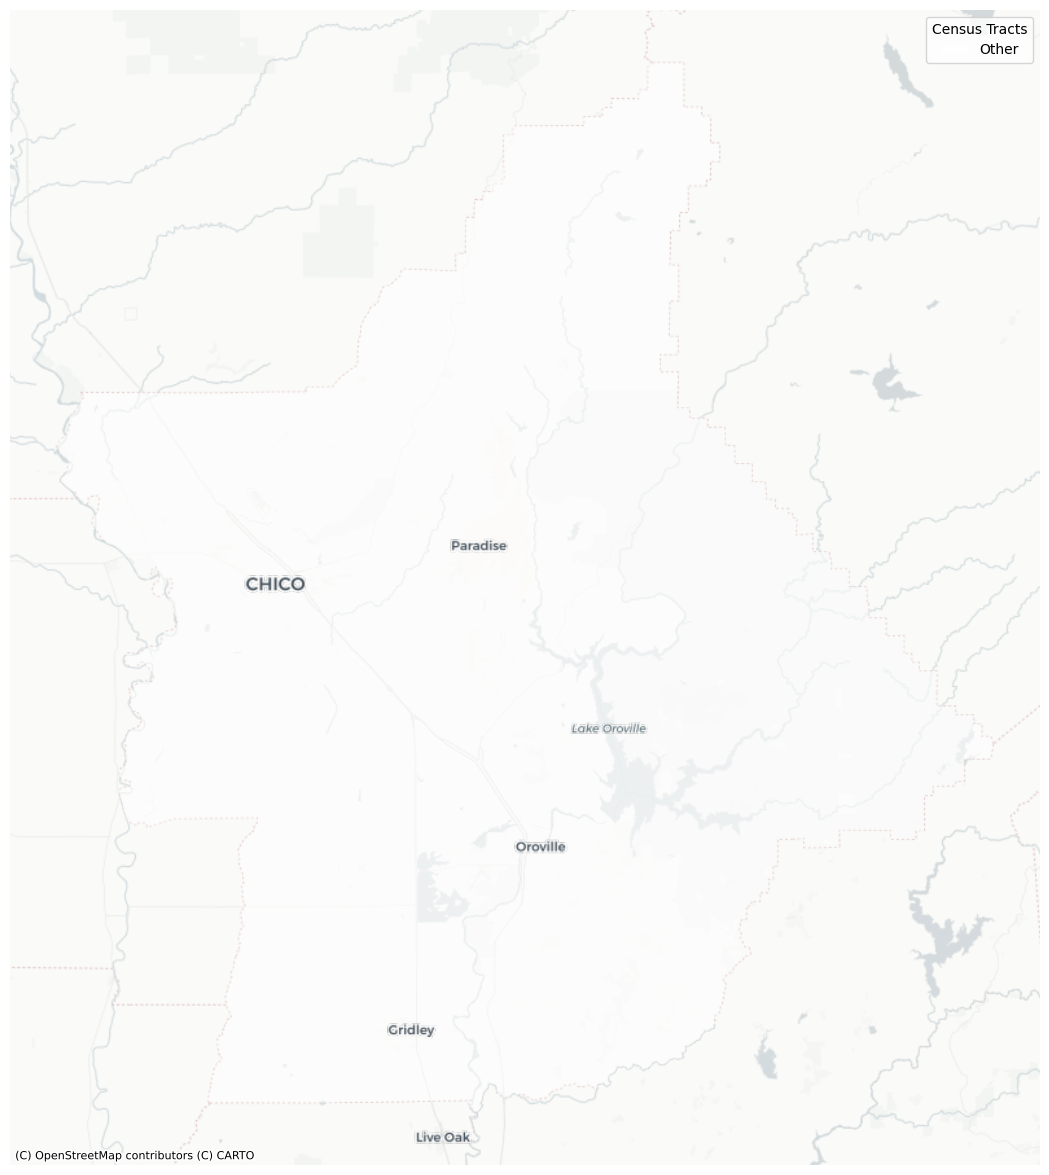 Census Tracts
Other
Paradise
CHICO
Lake Oroville
Oroville
Gridley
Live Oak
(C) OpenStreetMap contributors (C) CARTO